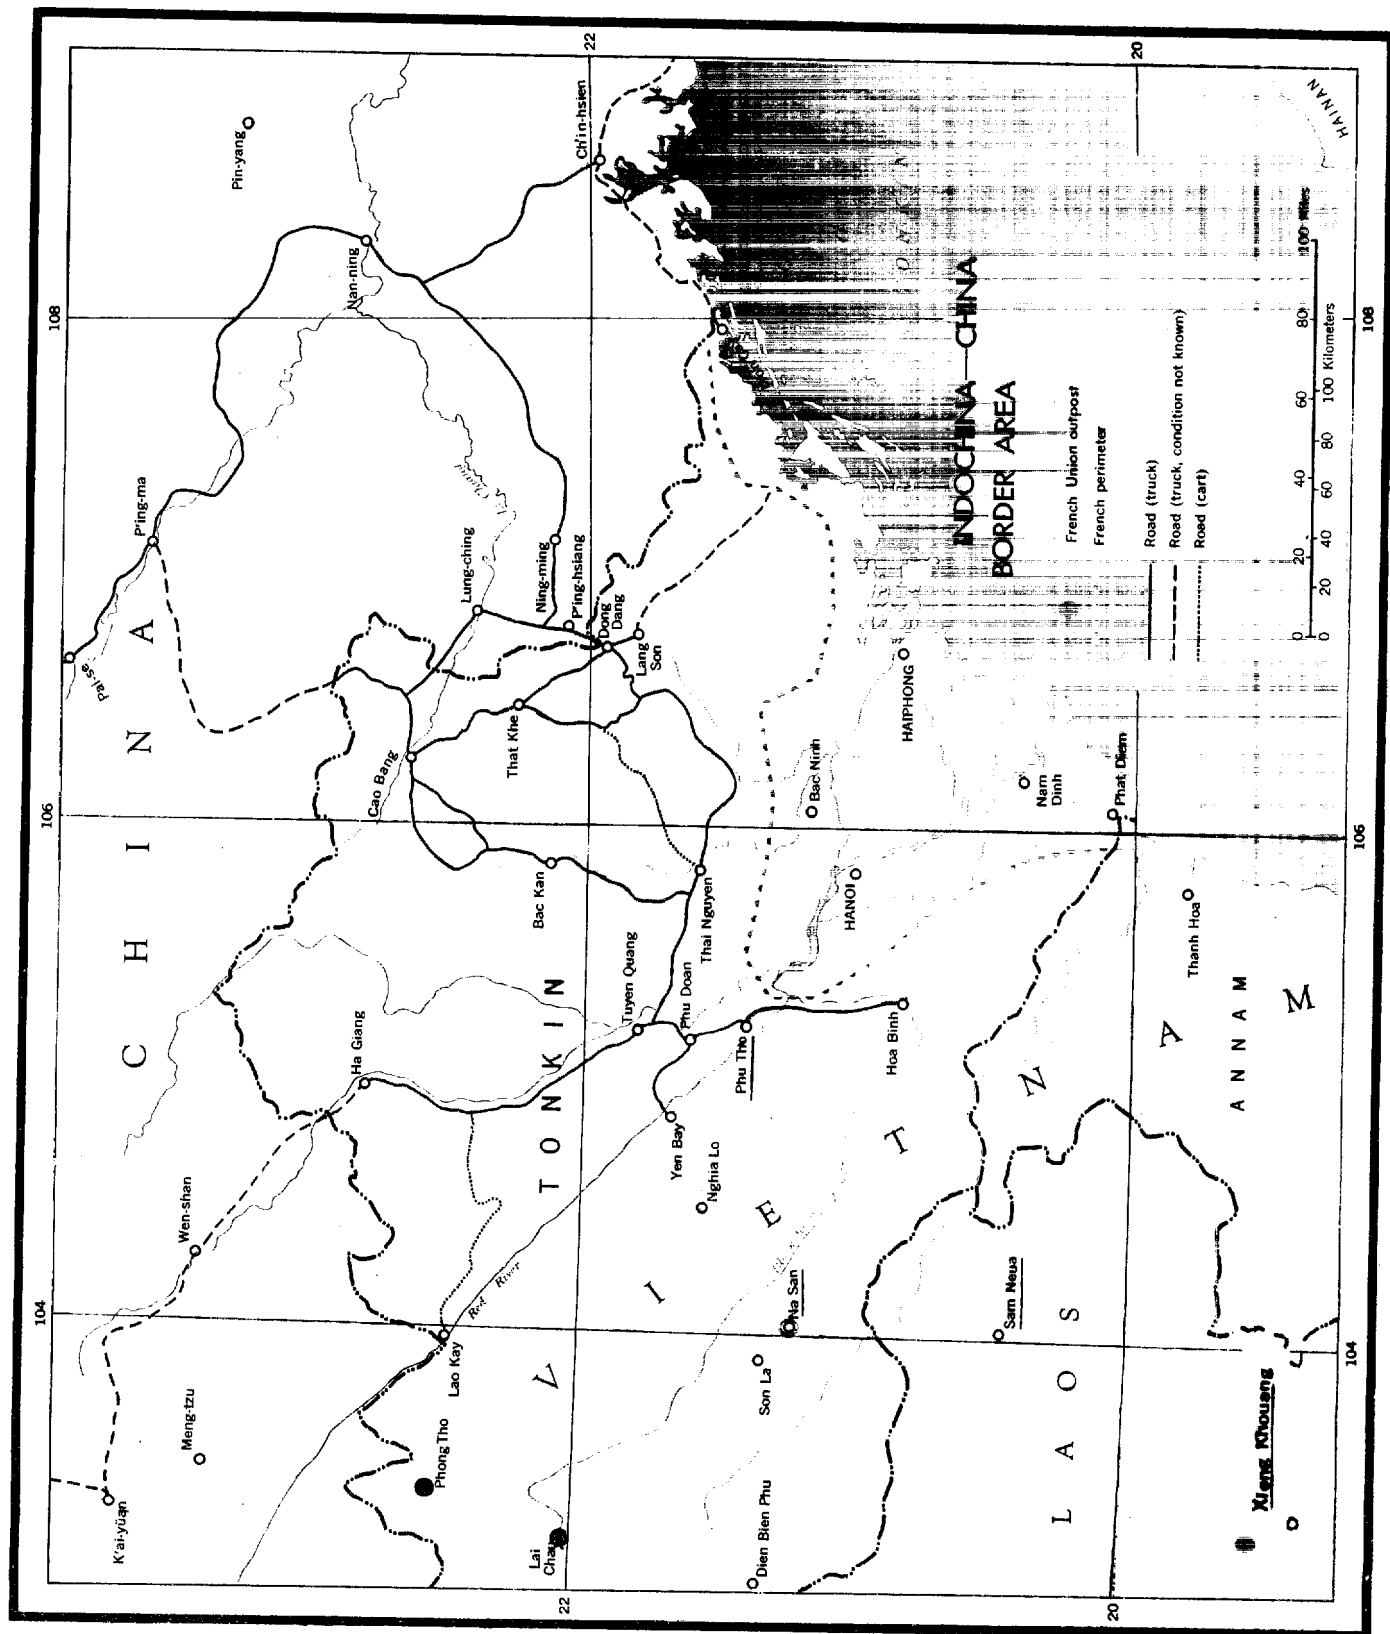 INDOCHINA—CHINA
BORDER AREA
French Union outpost
French perimeter
Road (truck)
Road (truck, condition not known)
Road (cart)
0 20 40 60 80 100 Miles
0 20 40 60 80 100 Kilometers
104
106
108
22
20
22
20
104
106
108
CHINA
VIETNAM
TONKIN
LAOS
ANNAM
HAINAN
K'ai-yüan
Meng-tzu
Wen-shan
Pai-se
P'ing-ma
Nan-ning
Pin-yang
Ch'in-hsien
Lung-ching
Ning-ming
P'ing-hsiang
Dong
Dang
Lang
Son
That Khe
Cao Bang
Bac Kan
Thai Nguyen
Tuyen Quang
Phu Doan
Phu Tho
Ha Giang
Lao Kay
Phong Tho
Lai
Chau
Red River
Yen Bay
Nghia Lo
Hoa Binh
HANOI
Bac Ninh
HAIPHONG
Nam
Dinh
Phat Diem
Thanh Hoa
Na San
Son La
Dien Bien Phu
Sam Neua
Xieng Khouang